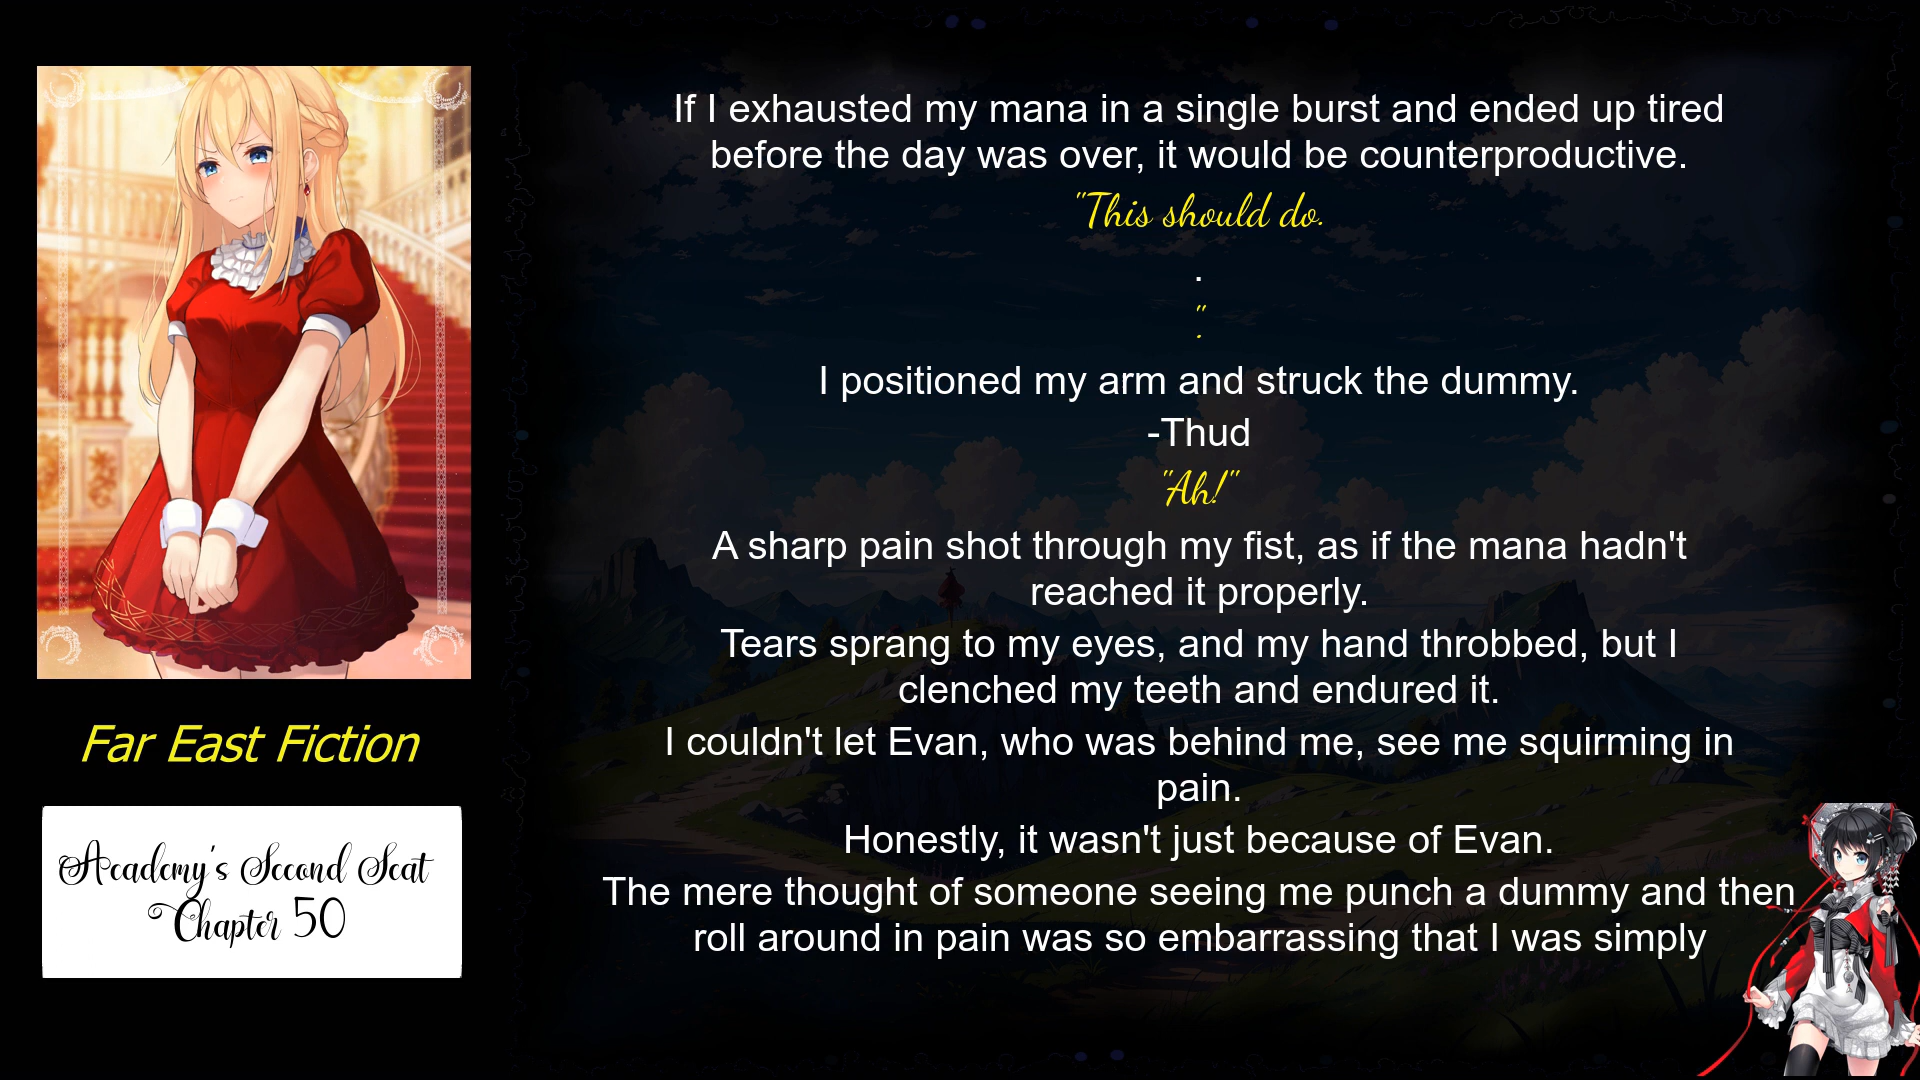 If I exhausted my mana in a single burst and ended up tired
before the day was over, it would be counterproductive.
"This should do.
.
."
I positioned my arm and struck the dummy.
-Thud
"Ah!"
A sharp pain shot through my fist, as if the mana hadn't
reached it properly.
Tears sprang to my eyes, and my hand throbbed, but I
clenched my teeth and endured it.
I couldn't let Evan, who was behind me, see me squirming in
pain.
Honestly, it wasn't just because of Evan.
The mere thought of someone seeing me punch a dummy and then
roll around in pain was so embarrassing that I was simply
Far East Fiction
Academy's Second Seat
Chapter 50